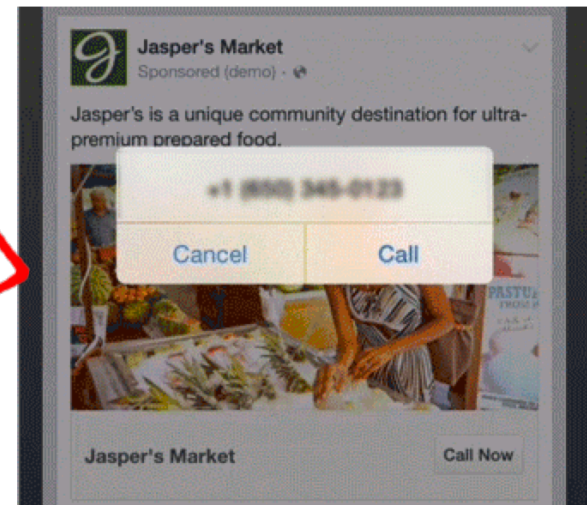 Jasper's Market
Sponsored (demo) ·
Jasper's is a unique community destination for ultra-
premium prepared food.
Cancel
Call
Jasper's Market
Call Now